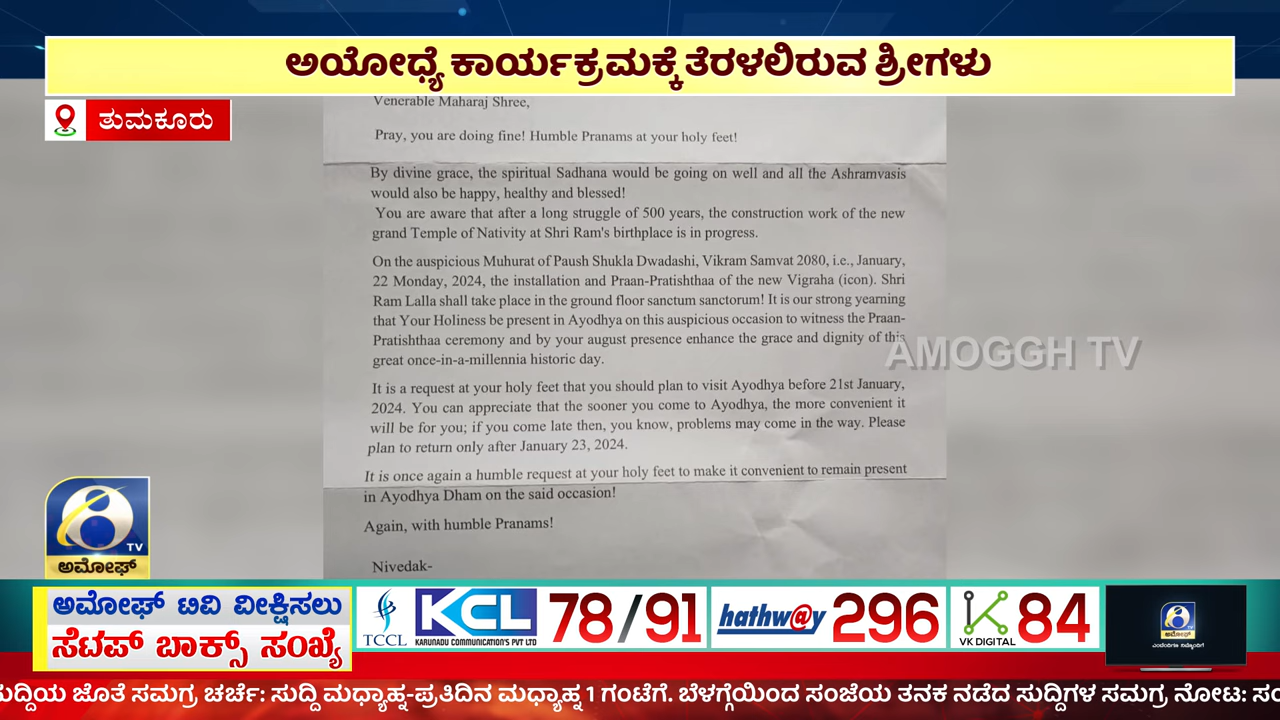 ಅಯೋಧ್ಯೆ ಕಾರ್ಯಕ್ರಮಕ್ಕೆ ತೆರಳಲಿರುವ ಶ್ರೀಗಳು
ತುಮಕೂರು
Venerable Maharaj Shree,
Pray, you are doing fine! Humble Pranams at your holy feet!
By divine grace, the spiritual Sadhana would be going on well and all the Ashramvasis
would also be happy, healthy and blessed!
You are aware that after a long struggle of 500 years, the construction work of the new
grand Temple of Nativity at Shri Ram's birthplace is in progress.
On the auspicious Muhurat of Paush Shukla Dwadashi, Vikram Samvat 2080, i.e., January,
22 Monday, 2024, the installation and Praan-Pratishthaa of the new Vigraha (icon). Shri
Ram Lalla shall take place in the ground floor sanctum sanctorum! It is our strong yearning
that Your Holiness be present in Ayodhya on this auspicious occasion to witness the Praan-
Pratishthaa ceremony and by your august presence enhance the grace and dignity of this
great once-in-a-millennia historic day.
AMOGGH TV
It is a request at your holy feet that you should plan to visit Ayodhya before 21st January,
2024. You can appreciate that the sooner you come to Ayodhya, the more convenient it
will be for you; if you come late then, you know, problems may come in the way. Please
plan to return only after January 23, 2024.
It is once again a humble request at your holy feet to make it convenient to remain present
in Ayodhya Dham on the said occasion!
Again, with humble Pranams!
Nivedak-
TV
ಅಮೋಘ್
ಅಮೋಘ್ ಟಿವಿ ವೀಕ್ಷಿಸಲು
ಸೆಟಪ್ ಬಾಕ್ಸ್ ಸಂಖ್ಯೆ
TCCL
KCL
KARUNADU COMMUNICATION'S PVT LTD
78/91
hathw@y
296
VK DIGITAL
84
ಅಮೋಘ್
ಸುದ್ದಿಯ ಜೊತೆ ಸಮಗ್ರ ಚರ್ಚೆ: ಸುದ್ದಿ ಮಧ್ಯಾಹ್ನ-ಪ್ರತಿದಿನ ಮಧ್ಯಾಹ್ನ 1 ಗಂಟೆಗೆ. ಬೆಳಗ್ಗೆಯಿಂದ ಸಂಜೆಯ ತನಕ ನಡೆದ ಸುದ್ದಿಗಳ ಸಮಗ್ರ ನೋಟ: